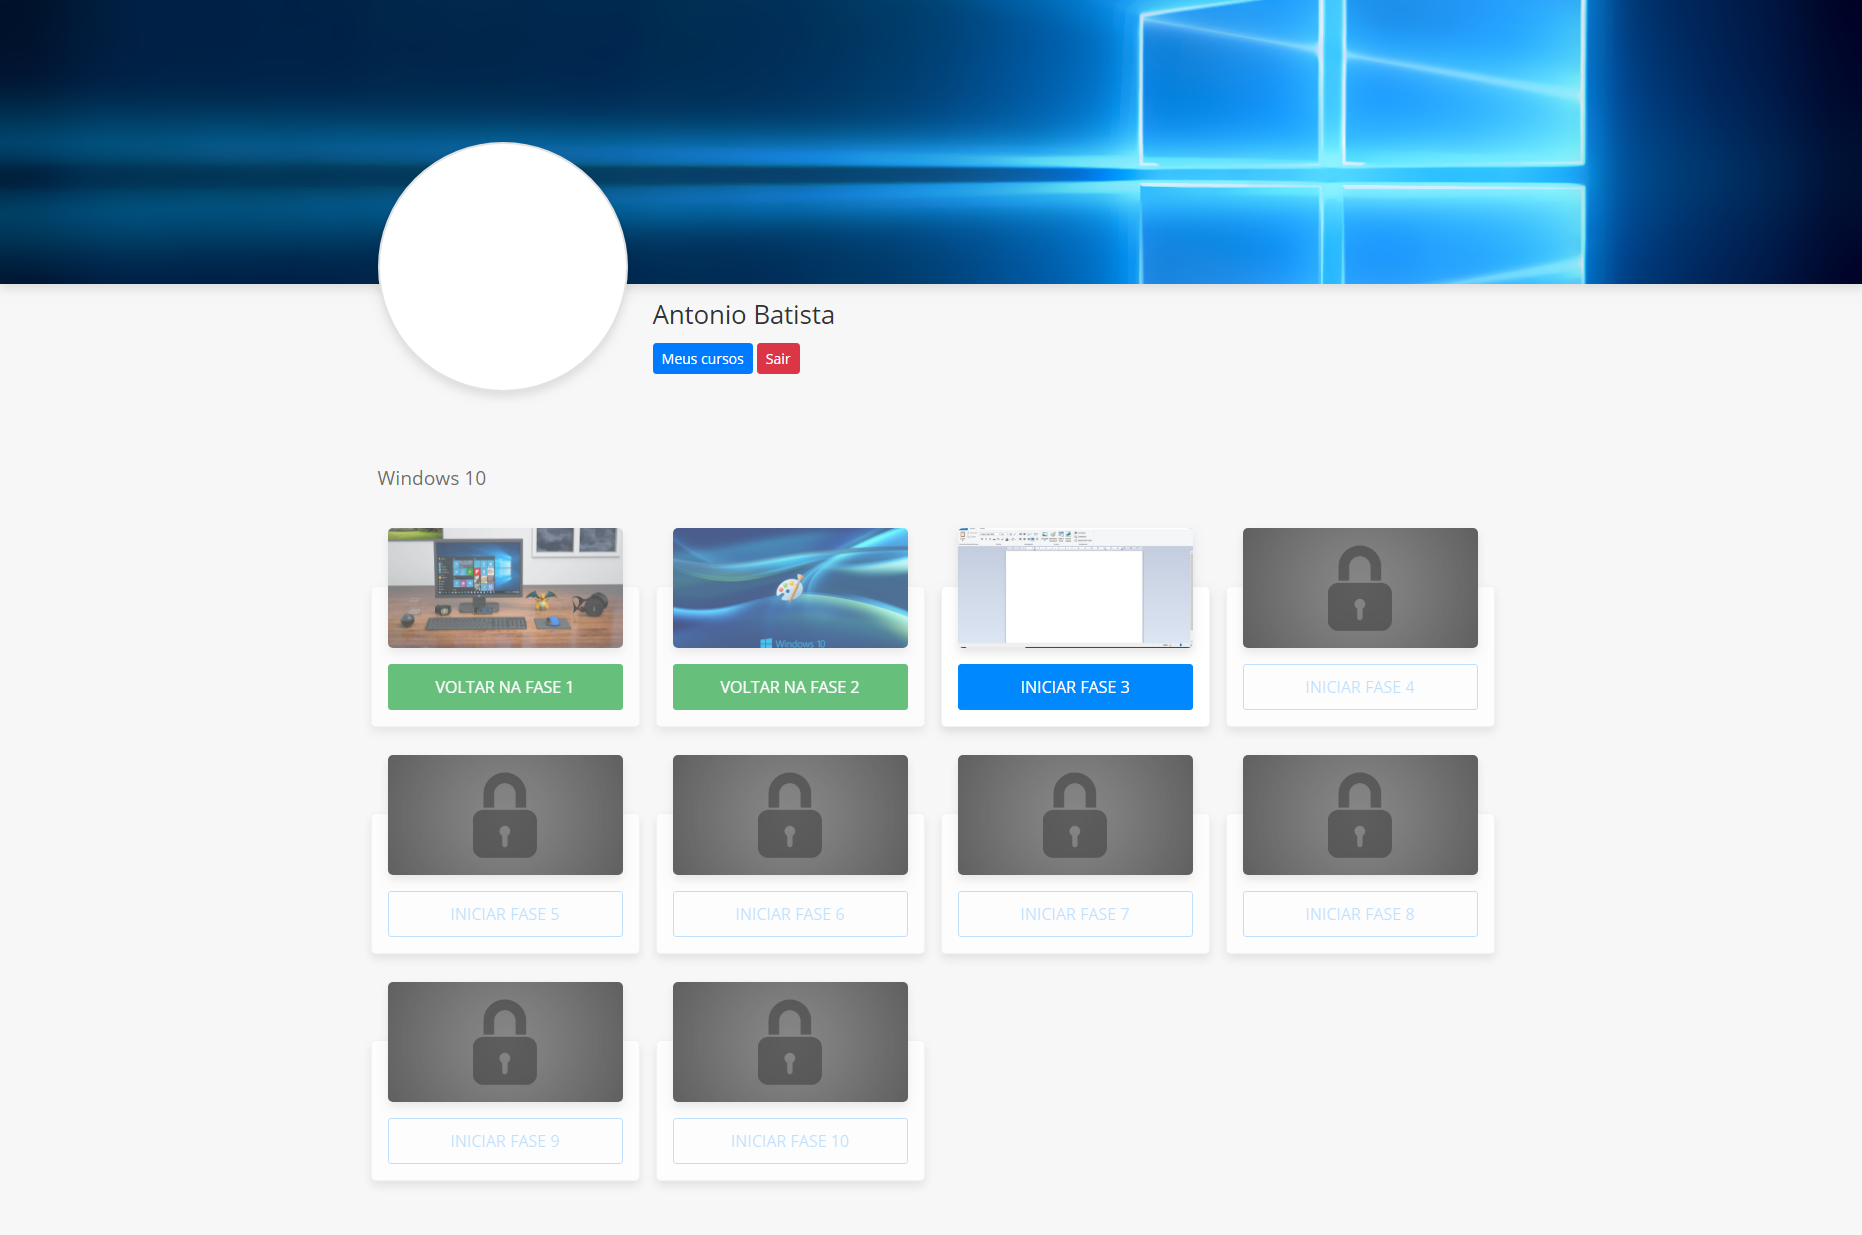 Antonio Batista
Meus cursos Sair
Windows 10
Windows 10
VOLTAR NA FASE 1
VOLTAR NA FASE 2
INICIAR FASE 3
INICIAR FASE 4
INICIAR FASE 5
INICIAR FASE 6
INICIAR FASE 7
INICIAR FASE 8
INICIAR FASE 9
INICIAR FASE 10